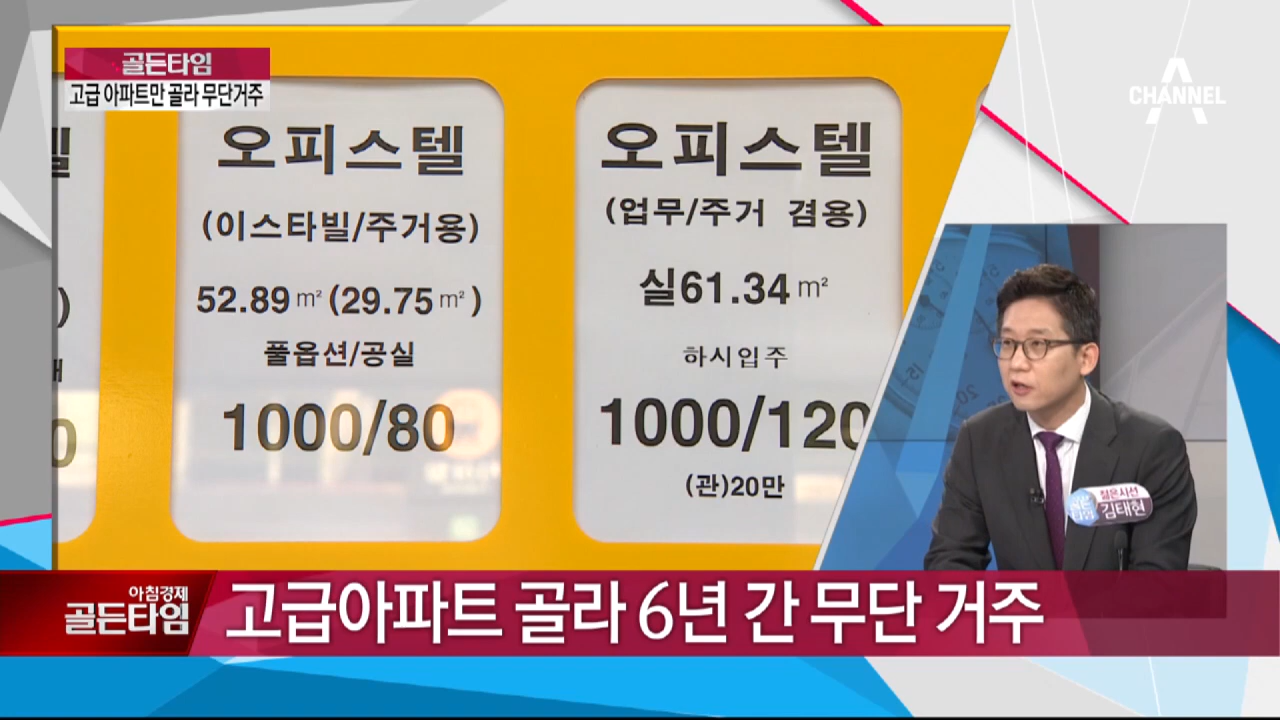 골든타임
고급 아파트만 골라 무단거주
CHANNEL A
오피스텔
(이스타빌/주거용)
52.89㎡(29.75㎡)
풀옵션/공실
1000/80
오피스텔
(업무/주거 겸용)
실61.34㎡
하시입주
1000/120
(관)20만
젊은시선
김태현
아침경제
골든타임
고급아파트 골라 6년 간 무단 거주